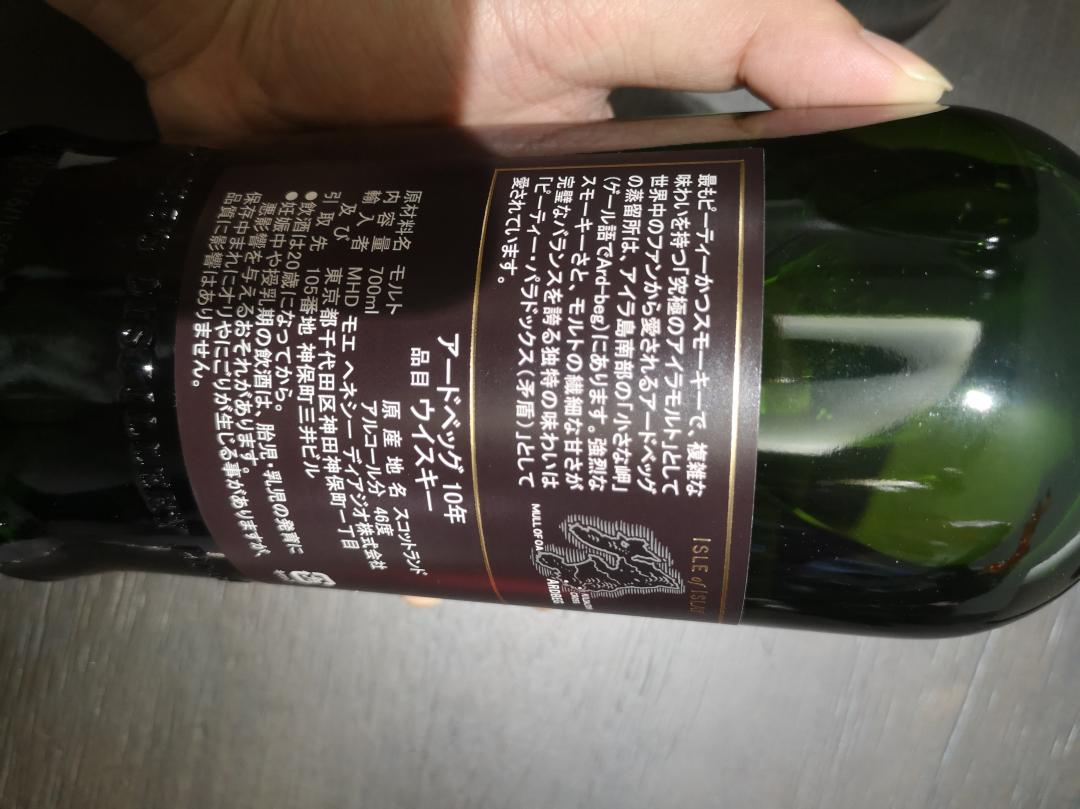 最もピーティーかつスモーキーで、複雑な
味わいを持つ「究極のアイラモルト」として
世界中のファンから愛されるアードベッグ
の蒸留所は、アイラ島南部の「小さな岬」
(ゲール語でArd-beg)にあります。強烈な
スモーキーさと、モルトの繊細な甘さが
完璧なバランスを誇る独特の味わいは
「ピーティー・パラドックス(矛盾)」として
愛されています。
ISLE of ISLAY
MULL OF OA
ARDBEG
アードベッグ 10年
品目 ウイスキー
原材料名 モルト 原産地名 スコットランド
内容量 700ml アルコール分 46度
輸入者 MHD モエ ヘネシー ディアジオ株式会社
及び 東京都千代田区神田神保町一丁目
引取先 105番地 神保町三井ビル
●飲酒は20歳になってから。
●妊娠中や授乳期の飲酒は、胎児・乳児の発育に
悪影響を与えるおそれがあります。
保存中まれにオリやにごりが生じる事がありますが、
品質に影響はありません。